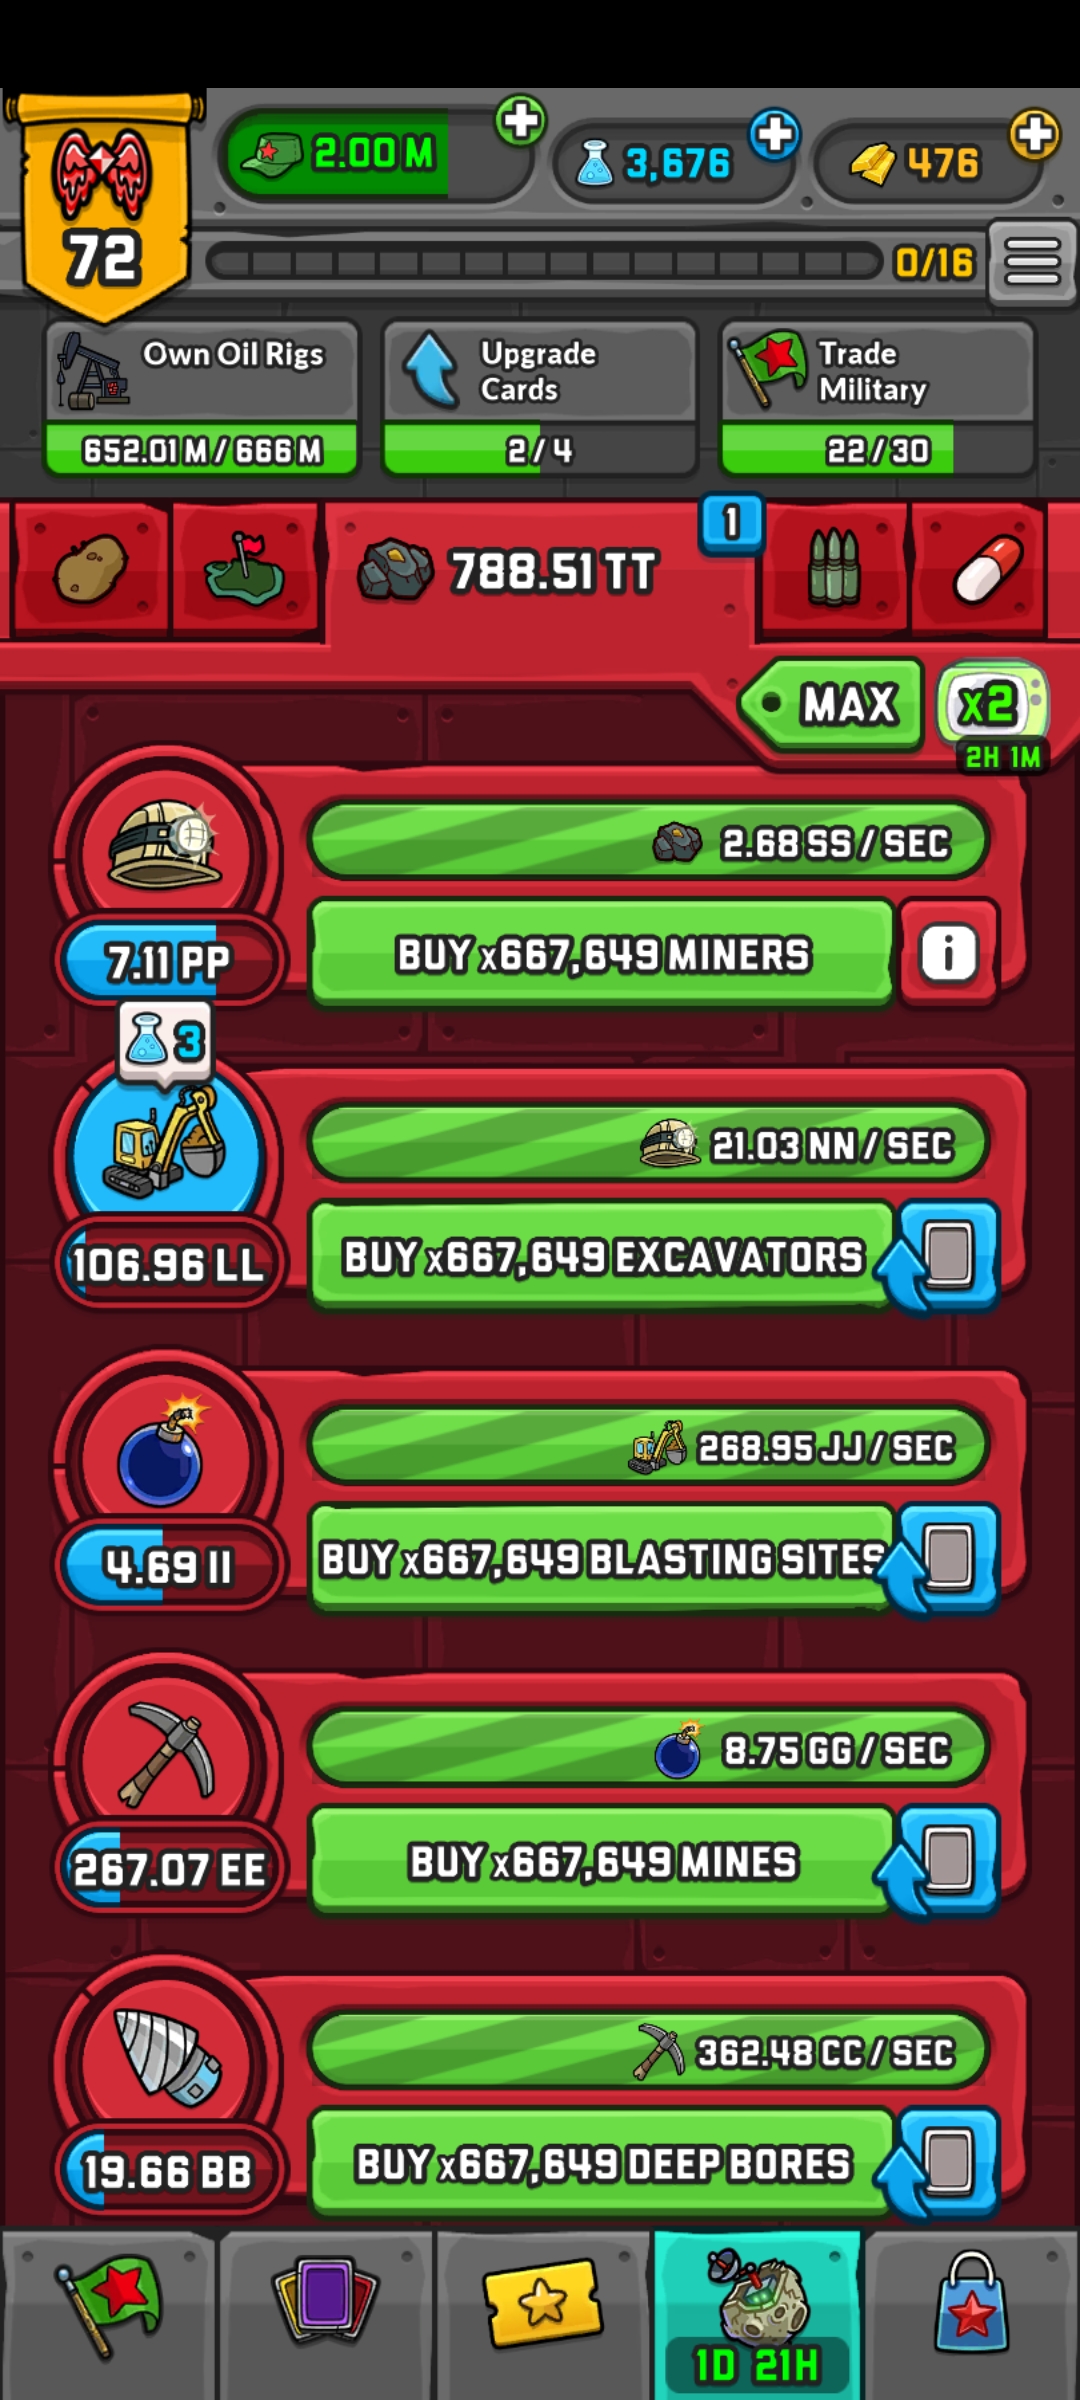 2.00 M
3,676
476
72
0/16
Own Oil Rigs
652.01 M / 666 M
Upgrade
Cards
2 / 4
Trade
Military
22 / 30
788.51 TT
1
MAX
x2
2H 1M
2.68 SS / SEC
7.11 PP
BUY x667,649 MINERS
i
3
21.03 NN / SEC
106.96 LL
BUY x667,649 EXCAVATORS
268.95 JJ / SEC
4.69 II
BUY x667,649 BLASTING SITES
8.75 GG / SEC
267.07 EE
BUY x667,649 MINES
362.48 CC / SEC
19.66 BB
BUY x667,649 DEEP BORES
1D 21H